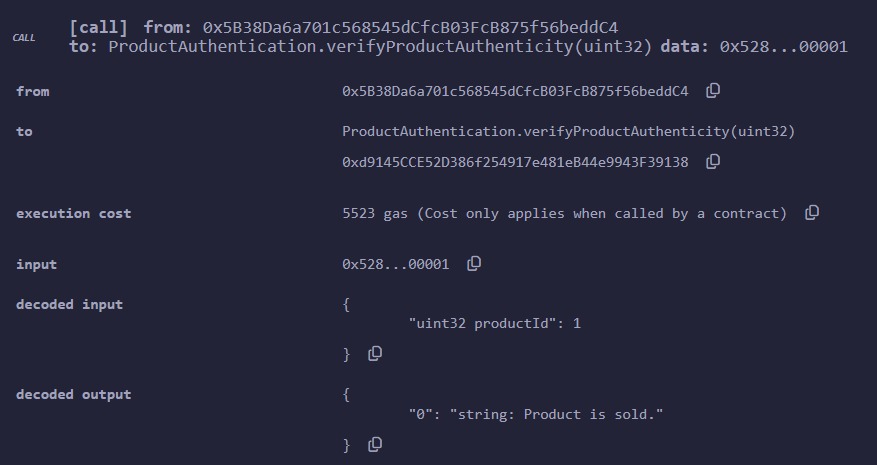 CALL
[call] from: 0x5B38Da6a701c568545dCfcB03FcB875f56beddC4
to: ProductAuthentication.verifyProductAuthenticity(uint32) data: 0x528...00001
from 0x5B38Da6a701c568545dCfcB03FcB875f56beddC4
to ProductAuthentication.verifyProductAuthenticity(uint32)
0xd9145CCE52D386f254917e481eB44e9943F39138
execution cost 5523 gas (Cost only applies when called by a contract)
input 0x528...00001
decoded input {
"uint32 productId": 1
}
decoded output {
"0": "string: Product is sold."
}